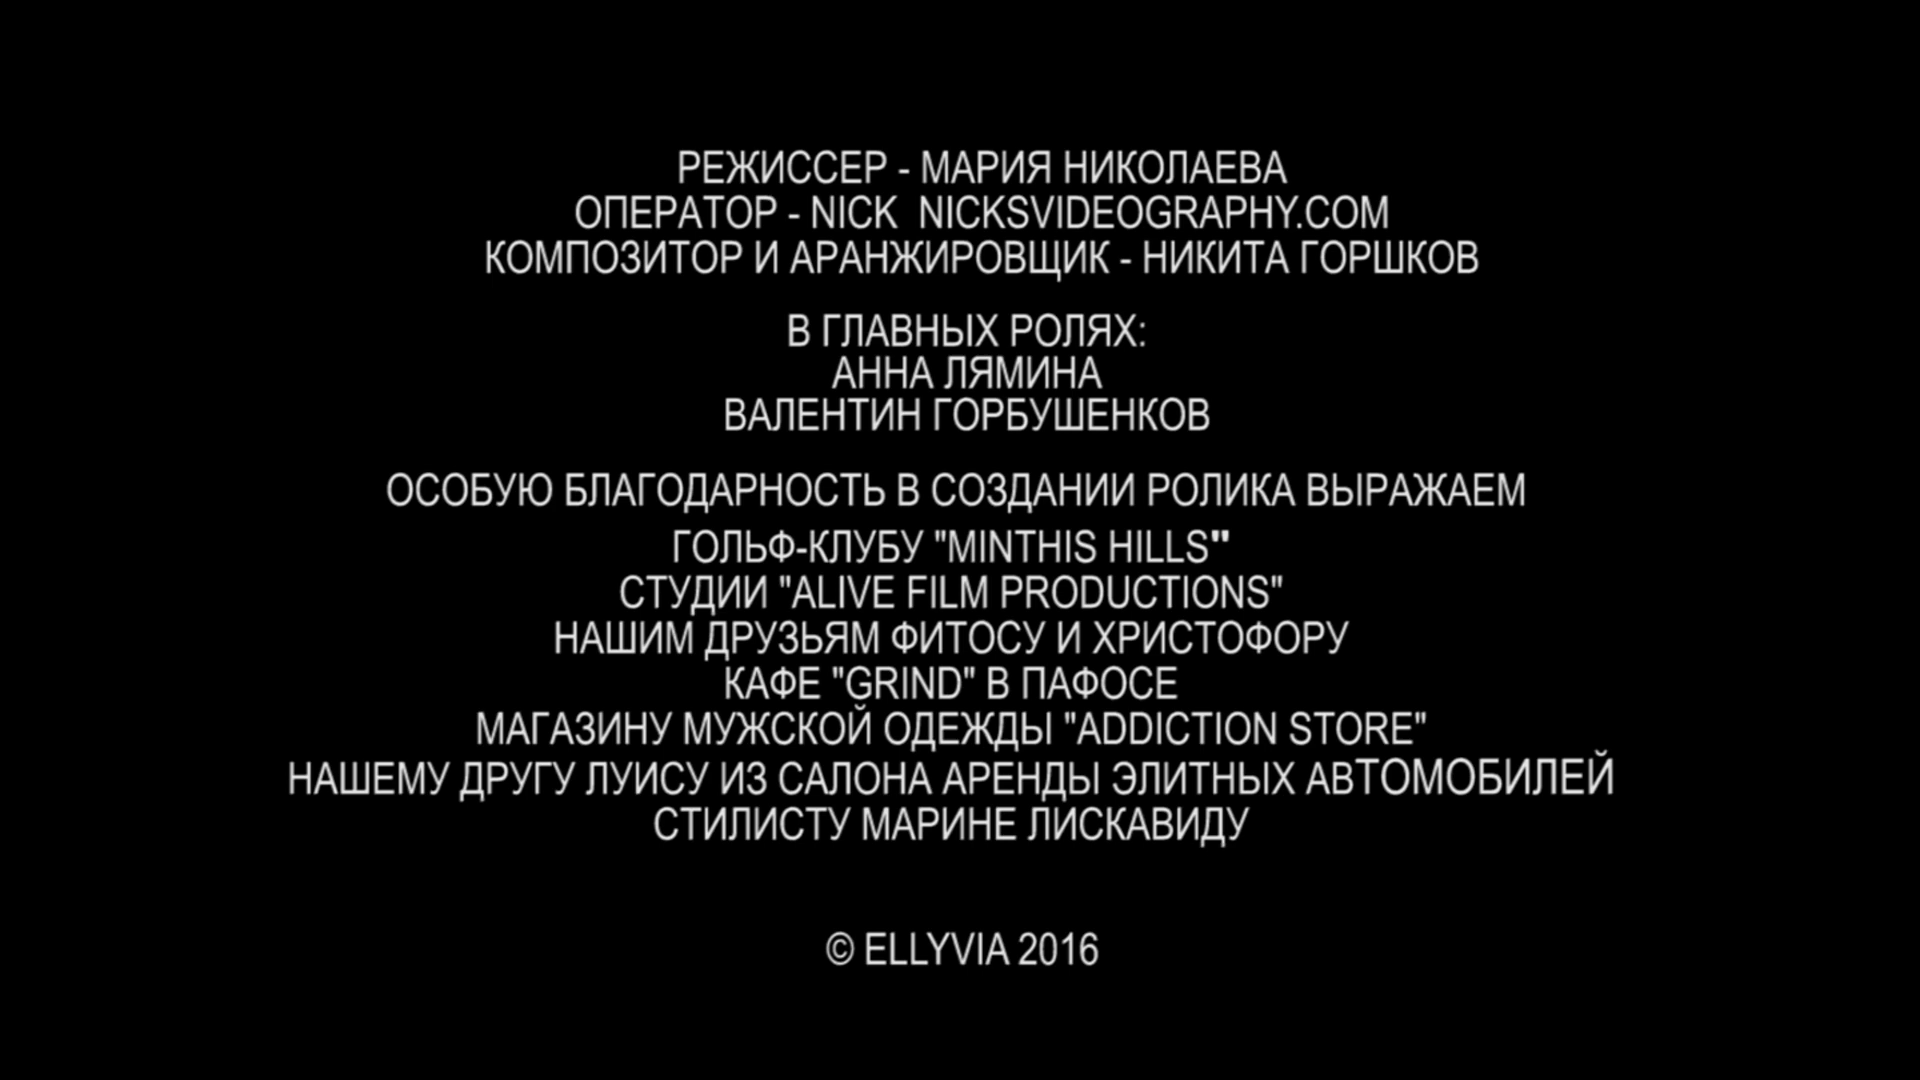 РЕЖИССЕР - МАРИЯ НИКОЛАЕВА
ОПЕРАТОР - NICK  NICKSVIDEOGRAPHY.COM
КОМПОЗИТОР И АРАНЖИРОВЩИК - НИКИТА ГОРШКОВ
В ГЛАВНЫХ РОЛЯХ:
АННА ЛЯМИНА
ВАЛЕНТИН ГОРБУШЕНКОВ
ОСОБУЮ БЛАГОДАРНОСТЬ В СОЗДАНИИ РОЛИКА ВЫРАЖАЕМ
ГОЛЬФ-КЛУБУ "MINTHIS HILLS"
СТУДИИ "ALIVE FILM PRODUCTIONS"
НАШИМ ДРУЗЬЯМ ФИТОСУ И ХРИСТОФОРУ
КАФЕ "GRIND" В ПАФОСЕ
МАГАЗИНУ МУЖСКОЙ ОДЕЖДЫ "ADDICTION STORE"
НАШЕМУ ДРУГУ ЛУИСУ ИЗ САЛОНА АРЕНДЫ ЭЛИТНЫХ АВТОМОБИЛЕЙ
СТИЛИСТУ МАРИНЕ ЛИСКАВИДУ
© ELLYVIA 2016